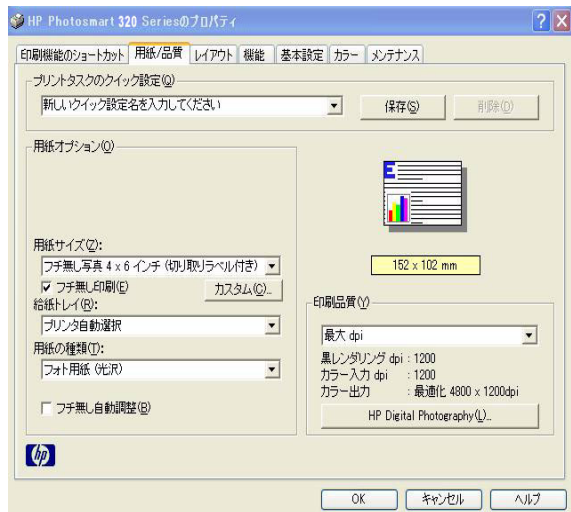 HP Photosmart 320 Seriesのプロパティ
印刷機能のショートカット 用紙/品質 レイアウト 機能 基本設定 カラー メンテナンス
プリントタスクのクイック設定(Q)
新しいクイック設定名を入力してください 保存(S) 削除(D)
用紙オプション(O)
E
用紙サイズ(Z):
フチ無し写真 4 x 6 インチ (切り取りラベル付き)
152 x 102 mm
フチ無し印刷(E) カスタム(C)...
給紙トレイ(R):
プリンタ自動選択
用紙の種類(T):
フォト用紙 (光沢)
フチ無し自動調整(B)
印刷品質(Y)
最大 dpi
黒レンダリング dpi : 1200
カラー入力 dpi : 1200
カラー出力 : 最適化 4800 x 1200dpi
HP Digital Photography(L)...
hp
OK キャンセル ヘルプ